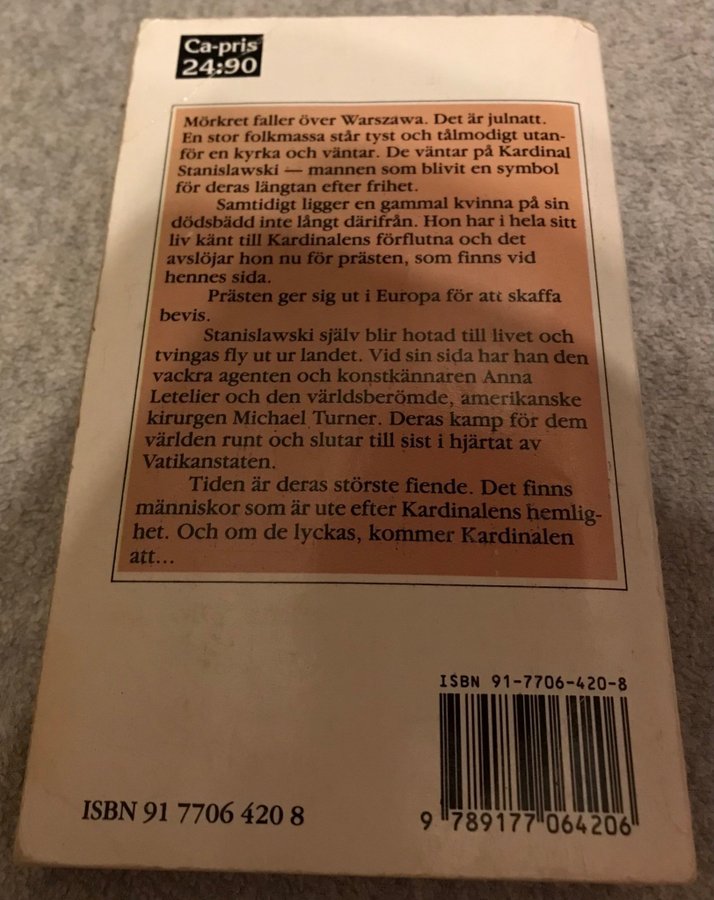 Ca-pris
24:90
Mörkret faller över Warszawa. Det är julnatt.
En stor folkmassa står tyst och tålmodigt utan-
för en kyrka och väntar. De väntar på Kardinal
Stanislawski — mannen som blivit en symbol
för deras längtan efter frihet.
Samtidigt ligger en gammal kvinna på sin
dödsbädd inte långt därifrån. Hon har i hela sitt
liv känt till Kardinalens förflutna och det
avslöjar hon nu för prästen, som finns vid
hennes sida.
Prästen ger sig ut i Europa för att skaffa
bevis.
Stanislawski själv blir hotad till livet och
tvingas fly ut ur landet. Vid sin sida har han den
vackra agenten och konstkännaren Anna
Letelier och den världsberömde, amerikanske
kirurgen Michael Turner. Deras kamp för dem
världen runt och slutar till sist i hjärtat av
Vatikanstaten.
Tiden är deras störste fiende. Det finns
människor som är ute efter Kardinalens hemlig-
het. Och om de lyckas, kommer Kardinalen
att...
ISBN 91-7706-420-8
ISBN 91 7706 420 8
9 789177 064206